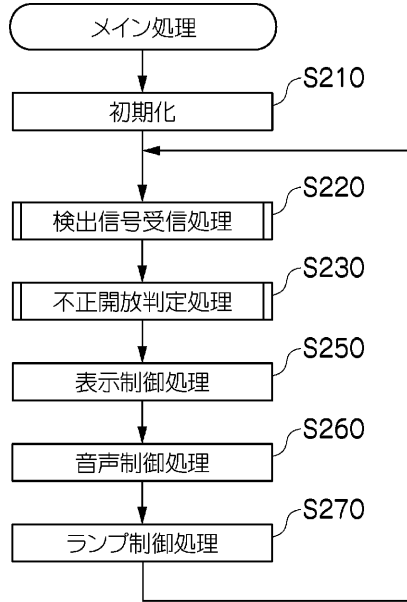 メイン処理
S210
初期化
S220
検出信号受信処理
S230
不正開放判定処理
S250
表示制御処理
S260
音声制御処理
S270
ランプ制御処理